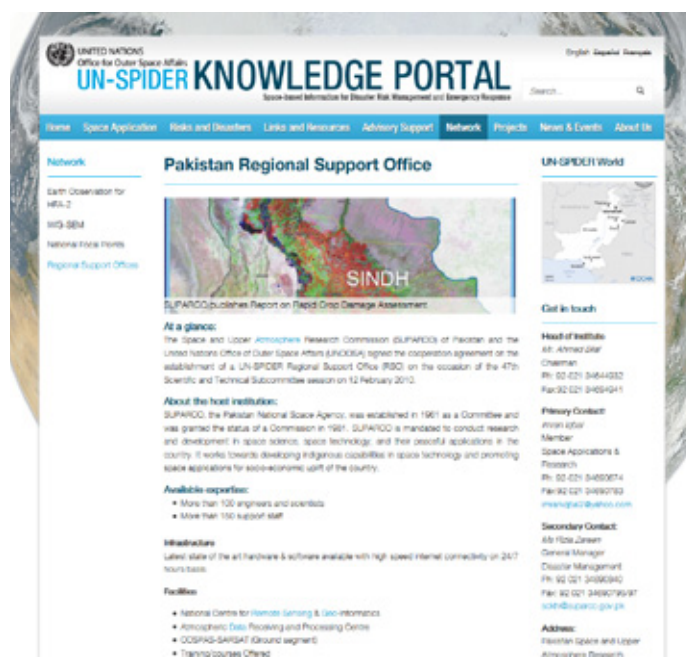 UNITED NATIONS
Office for Outer Space Affairs
UN-SPIDER KNOWLEDGE PORTAL
Space-based Information for Disaster Risk Management and Emergency Response
English Español Français
Search...
Home Space Application Risks and Disasters Links and Resources Advisory Support Network Projects News & Events About Us
Network
Earth Observation for
HFA-2
National Focal Points
Regional Support Offices
Pakistan Regional Support Office
SINDH
SUPARCO publishes Report on Rapid Crop Damage Assessment
At a glance:
The Space and Upper Atmosphere Research Commission (SUPARCO) of Pakistan and the
United Nations Office of Outer Space Affairs (UNOOSA) signed the cooperation agreement on the
establishment of a UN-SPIDER Regional Support Office (RSO) on the occasion of the 47th
Scientific and Technical Subcommittee session on 12 February 2010.
About the host institution:
SUPARCO, the Pakistan National Space Agency, was established in 1961 as a Committee and
was granted the status of a Commission in 1981. SUPARCO is mandated to conduct research
and development in space science, space technology, and their peaceful applications in the
country. It works towards developing indigenous capabilities in space technology and promoting
space applications for socio-economic uplift of the country.
Available expertise:
• More than 100 engineers and scientists
• More than 150 support staff
Infrastructure
Latest state of the art hardware & software available with high speed internet connectivity on 24/7
hours basis
Facilities
• National Centre for Remote Sensing & Geo-informatics
• Atmospheric Data Receiving and Processing Centre
• COSPAS-SARSAT (Ground segment)
• Training/courses Offered
UN-SPIDER World
Get in touch
Head of Institute:
Mr. Ahmed Bilal
Chairman
Primary Contact:
Imran Iqbal
Member
Space Applications &
Research
Secondary Contact:
General Manager
Disaster Management
Address:
Pakistan Space and Upper
Atmosphere Research